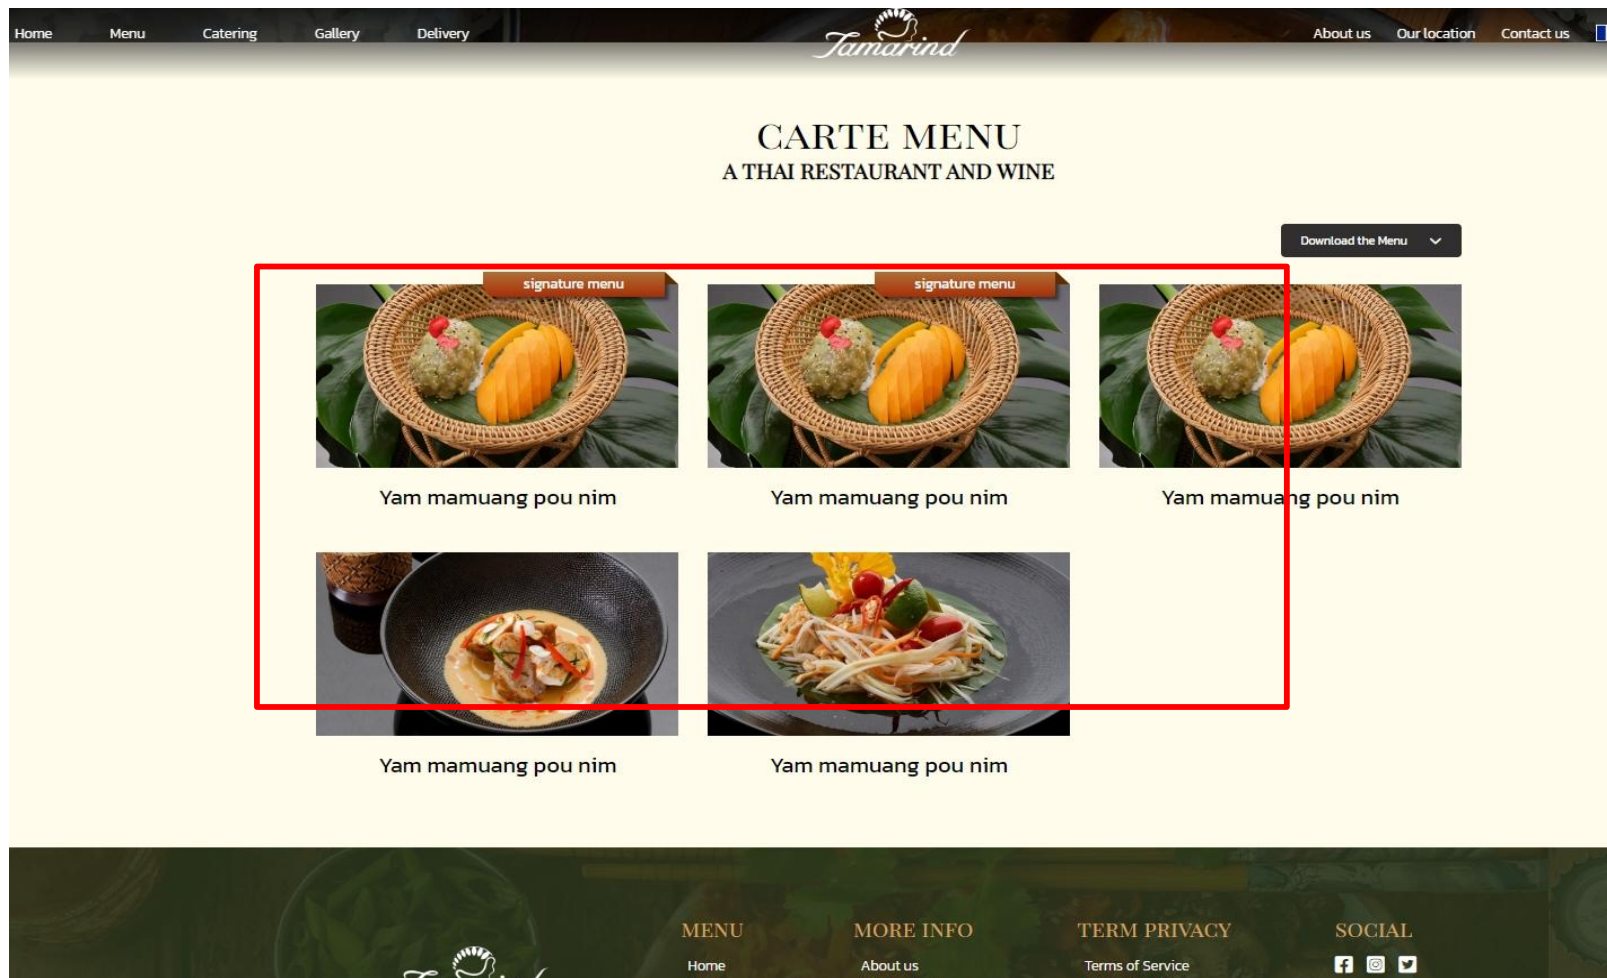 Home Menu Catering Gallery Delivery Tamarind About us Our location Contact us
CARTE MENU
A THAI RESTAURANT AND WINE
Download the Menu
signature menu signature menu
Yam mamuang pou nim Yam mamuang pou nim Yam mamuang pou nim
Yam mamuang pou nim Yam mamuang pou nim
MENU MORE INFO TERM PRIVACY SOCIAL
Home About us Terms of Service